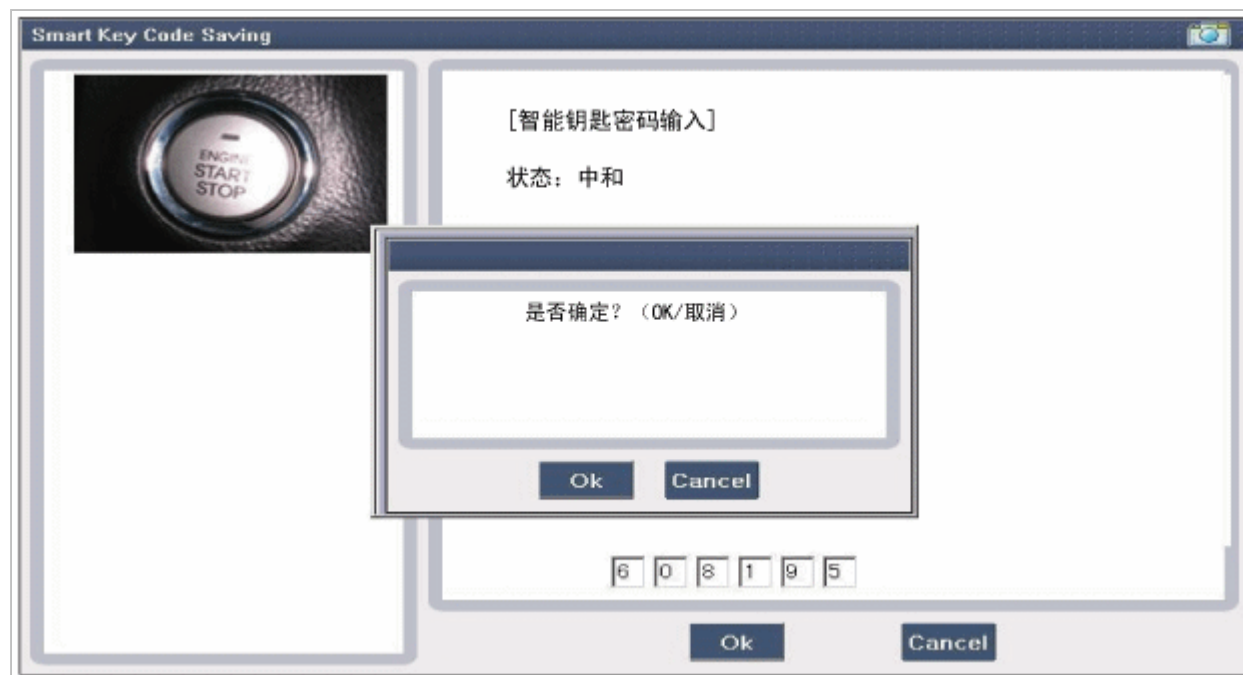 Smart Key Code Saving
ENGINE
START
STOP
[智能钥匙密码输入]
状态：中和
是否确定？（OK/取消）
Ok
Cancel
6 0 8 1 9 5
Ok
Cancel